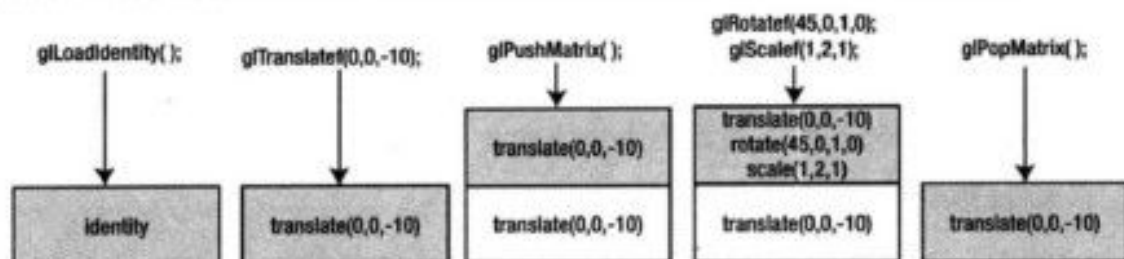 glLoadIdentity( );
glTranslatef(0,0,-10);
glPushMatrix( );
glRotatef(45,0,1,0);
glScalef(1,2,1);
glPopMatrix( );
identity
translate(0,0,-10)
translate(0,0,-10)
translate(0,0,-10)
translate(0,0,-10)
rotate(45,0,1,0)
scale(1,2,1)
translate(0,0,-10)
translate(0,0,-10)